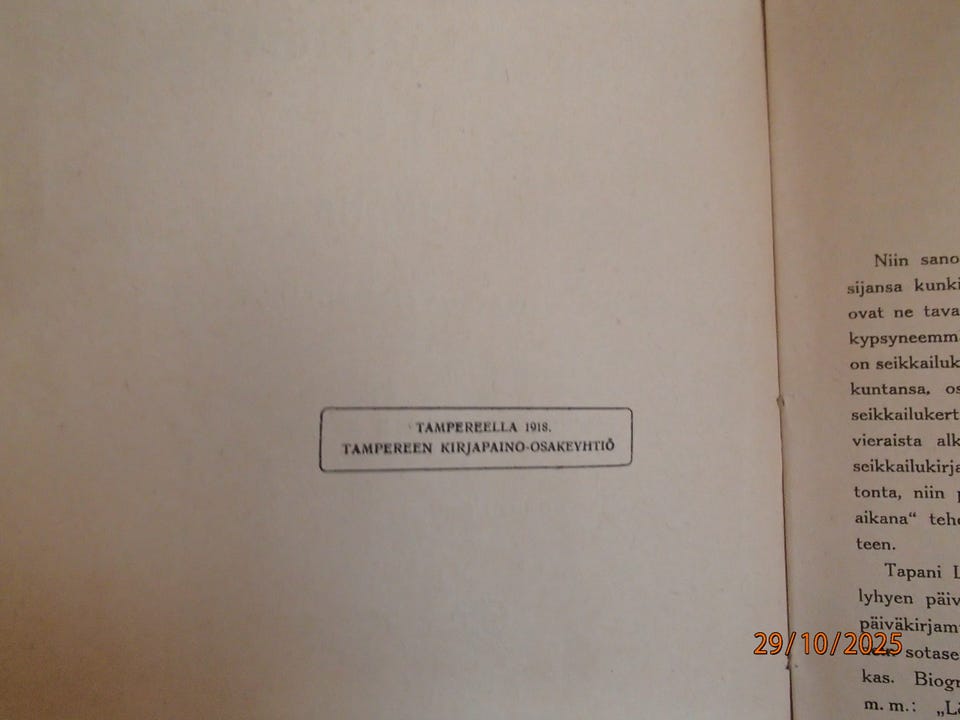 TAMPEREELLA 1918.
TAMPEREEN KIRJAPAINO-OSAKEYHTIÖ
Niin sano
sijansa kunki
ovat ne tava
kypsyneemm
on seikkailuk
kuntansa, os
seikkailukert
vieraista alk
seikkailukirja
tonta, niin p
aikana“ tehe
teen.
Tapani L
lyhyen päiv
päiväkirjam
sotase
kas. Biogr
m. m.: „Lä
29/10/2025